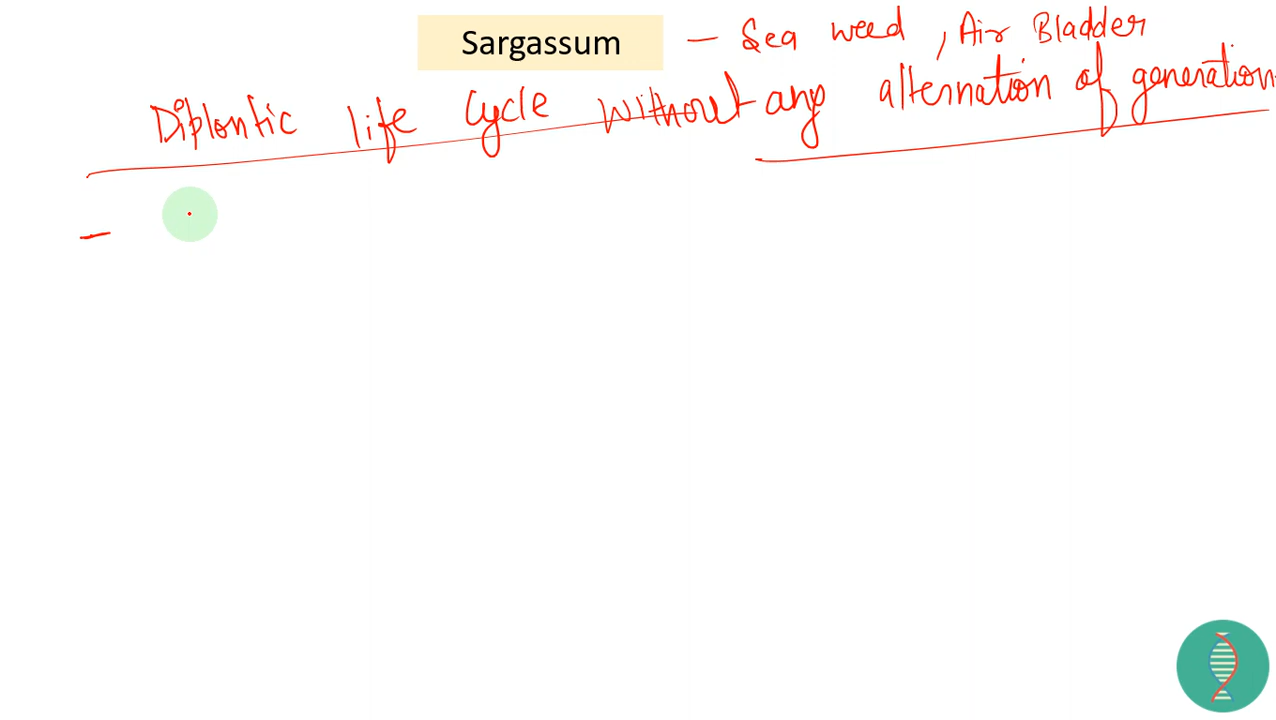 Sargassum – Sea weed, Air Bladder
Diplontic life cycle without any alternation of generation
–